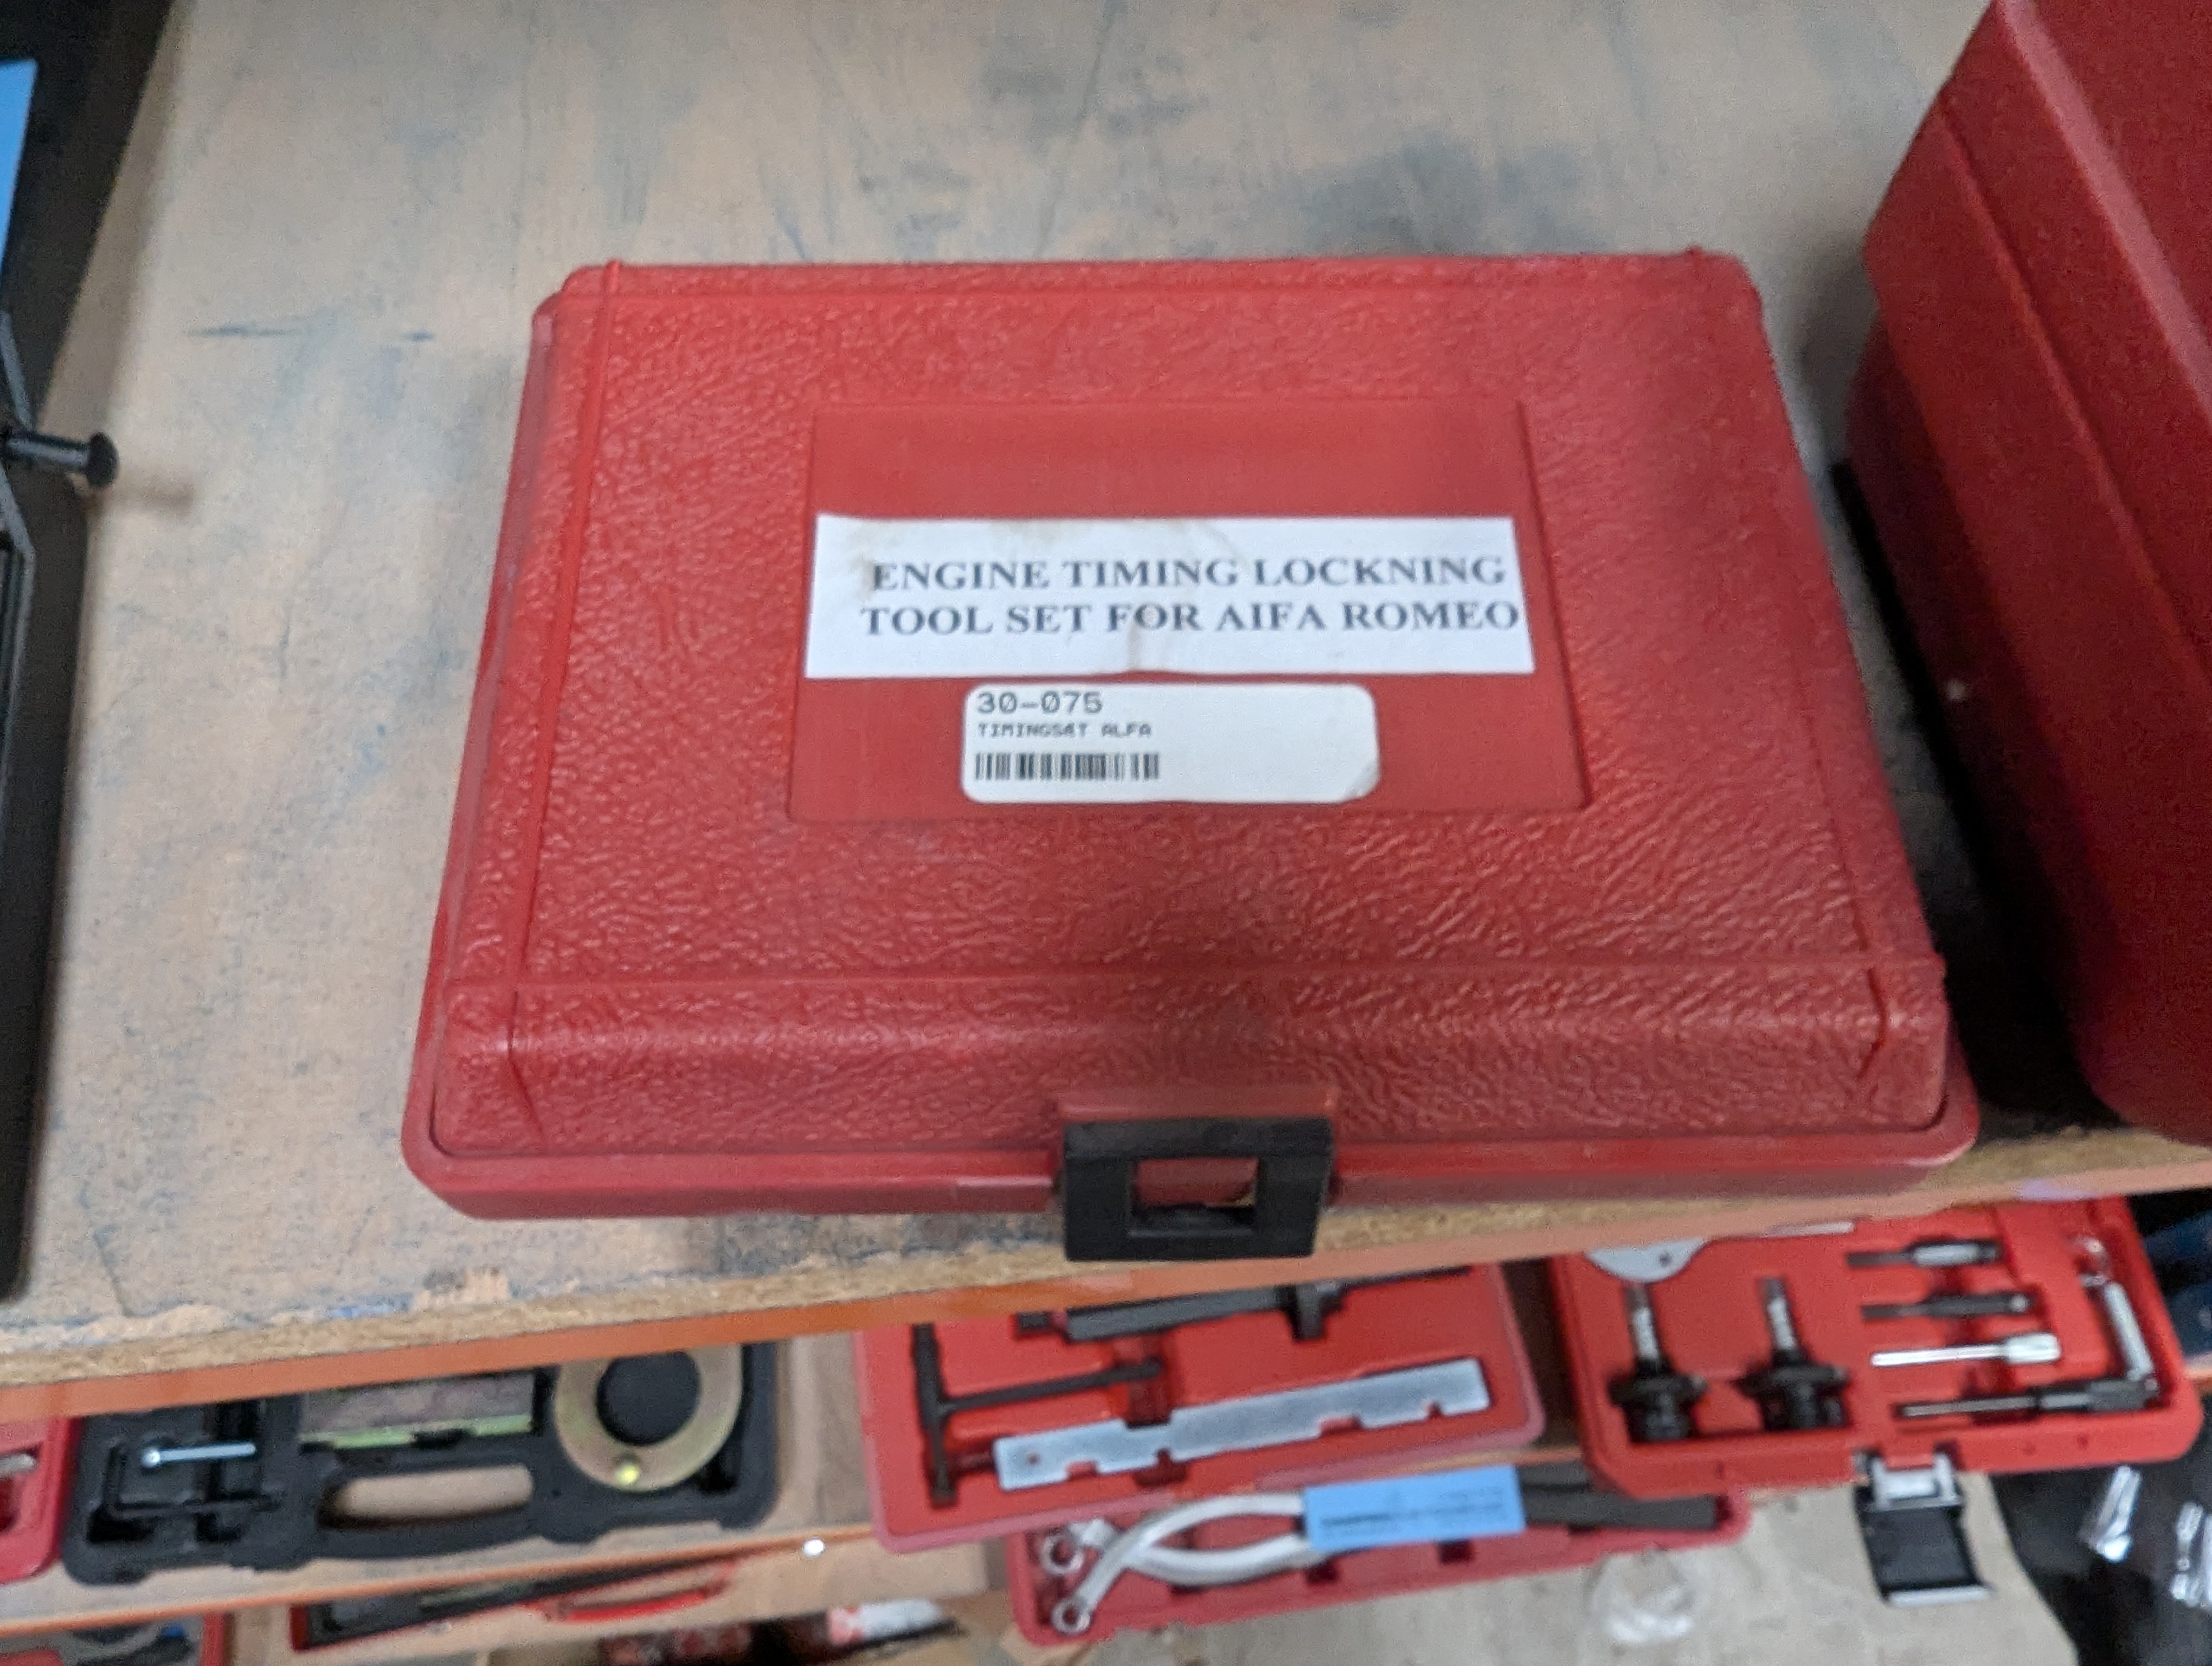 ENGINE TIMING LOCKNING
TOOL SET FOR AIFA ROMEO
30-075
TIMINGSÆT ALFA